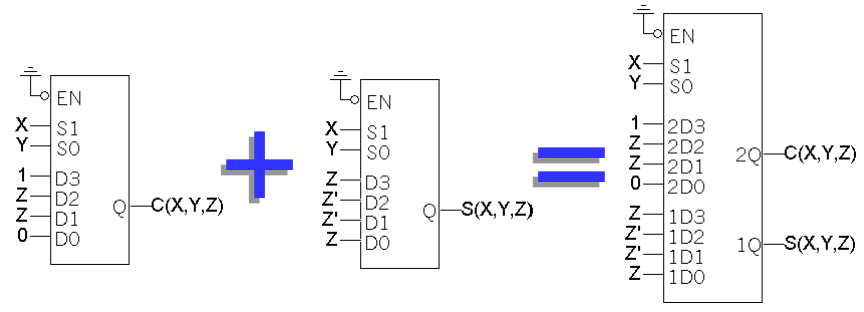 EN
X S1
Y S0
1 D3
Z D2
Z D1
0 D0
Q C(X,Y,Z)
+
EN
X S1
Y S0
Z D3
Z' D2
Z' D1
Z D0
Q S(X,Y,Z)
=
EN
X S1
Y S0
1 2D3
Z 2D2
Z 2D1
0 2D0
2Q C(X,Y,Z)
Z 1D3
Z' 1D2
Z' 1D1
Z 1D0
1Q S(X,Y,Z)